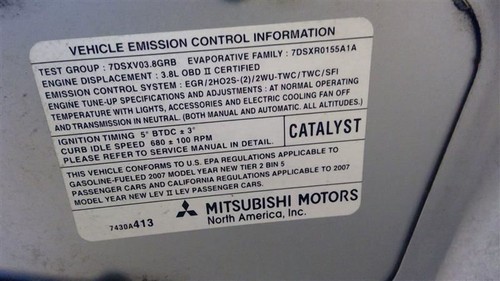 VEHICLE EMISSION CONTROL INFORMATION
TEST GROUP : 7DSXV03.8GRB EVAPORATIVE FAMILY : 7DSXR0155A1A
ENGINE DISPLACEMENT : 3.8L OBD II CERTIFIED
EMISSION CONTROL SYSTEM : EGR/2HO2S-(2)/2WU-TWC/TWC/SFI
ENGINE TUNE-UP SPECIFICATIONS AND ADJUSTMENTS : AT NORMAL OPERATING
TEMPERATURE WITH LIGHTS, ACCESSORIES AND ELECTRIC COOLING FAN OFF
AND TRANSMISSION IN NEUTRAL. (BOTH MANUAL AND AUTOMATIC. ALL ALTITUDE.)
IGNITION TIMING 5° BTDC ± 3°
CURB IDLE SPEED 680 ± 100 RPM
PLEASE REFER TO SERVICE MANUAL IN DETAIL.
CATALYST
THIS VEHICLE CONFORMS TO U.S. EPA REGULATIONS APPLICABLE TO
GASOLINE-FUELED 2007 MODEL YEAR NEW TIER 2 BIN 5
PASSENGER CARS AND CALIFORNIA REGULATIONS APPLICABLE TO 2007
MODEL YEAR NEW LEV II LEV PASSENGER CARS.
7430A413
MITSUBISHI MOTORS
North America, Inc.